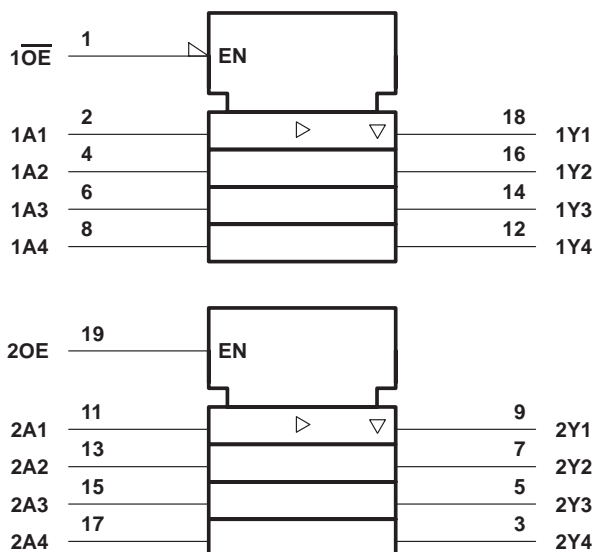 1
1O̅E̅ EN
2 18
1A1 1Y1
4 16
1A2 1Y2
6 14
1A3 1Y3
8 12
1A4 1Y4
19
2OE EN
11 9
2A1 2Y1
13 7
2A2 2Y2
15 5
2A3 2Y3
17 3
2A4 2Y4